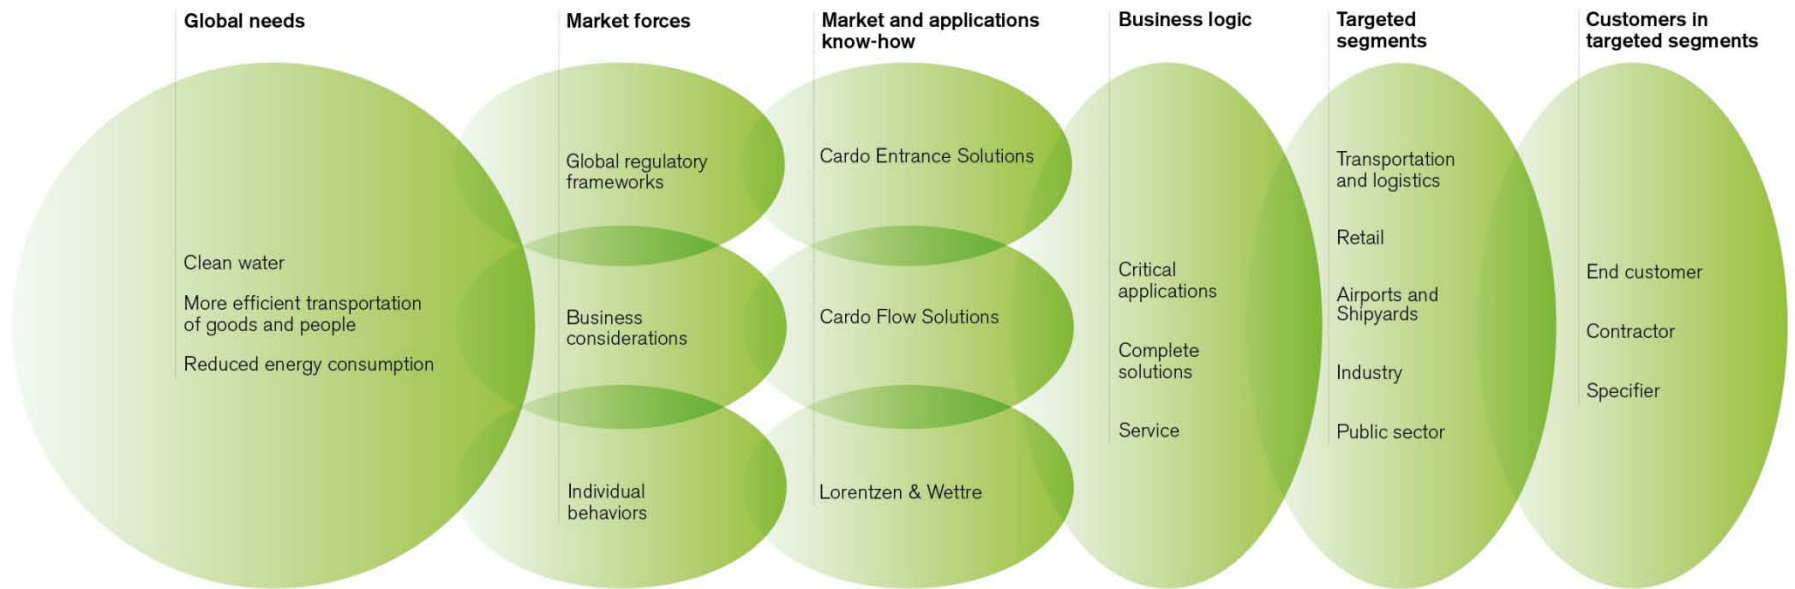 Global needs
Clean water
More efficient transportation
of goods and people
Reduced energy consumption
Market forces
Global regulatory
frameworks
Business
considerations
Individual
behaviors
Market and applications
know-how
Cardo Entrance Solutions
Cardo Flow Solutions
Lorentzen & Wettre
Business logic
Critical
applications
Complete
solutions
Service
Targeted
segments
Transportation
and logistics
Retail
Airports and
Shipyards
Industry
Public sector
Customers in
targeted segments
End customer
Contractor
Specifier